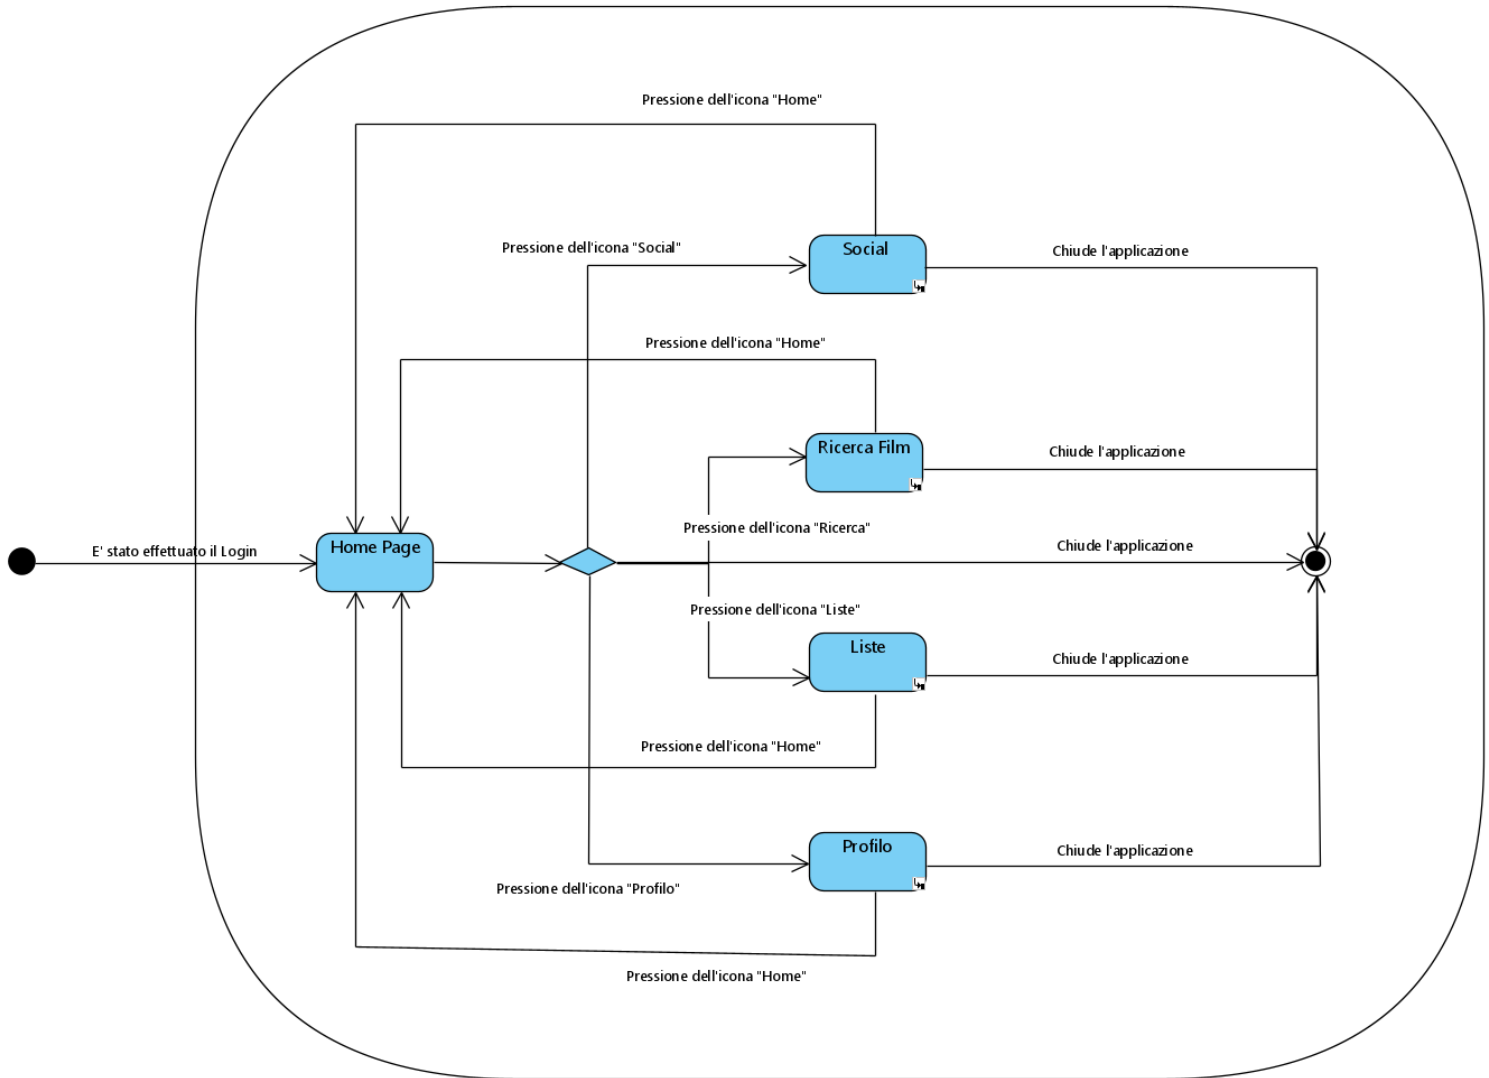 Pressione dell'icona "Home"
Pressione dell'icona "Social"
Social
Chiude l'applicazione
Pressione dell'icona "Home"
Ricerca Film
Chiude l'applicazione
Pressione dell'icona "Ricerca"
E' stato effettuato il Login
Home Page
Chiude l'applicazione
Pressione dell'icona "Liste"
Liste
Chiude l'applicazione
Pressione dell'icona "Home"
Profilo
Chiude l'applicazione
Pressione dell'icona "Profilo"
Pressione dell'icona "Home"